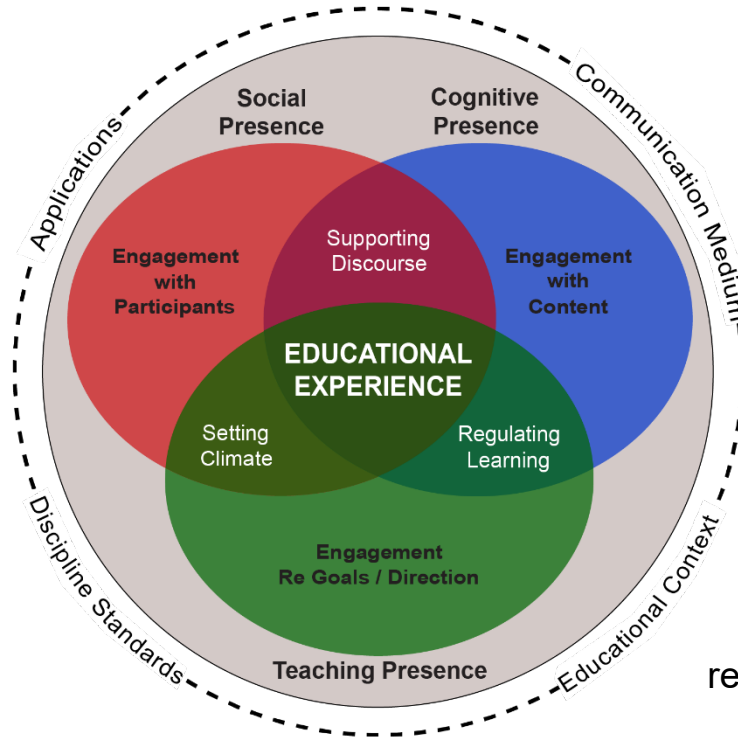 Social
Presence
Cognitive
Presence
Applications
Communication Medium
Supporting
Discourse
Engagement
with
Participants
Engagement
with
Content
EDUCATIONAL
EXPERIENCE
Setting
Climate
Regulating
Learning
Engagement
Re Goals / Direction
Teaching Presence
Discipline Standards
Educational Context
re